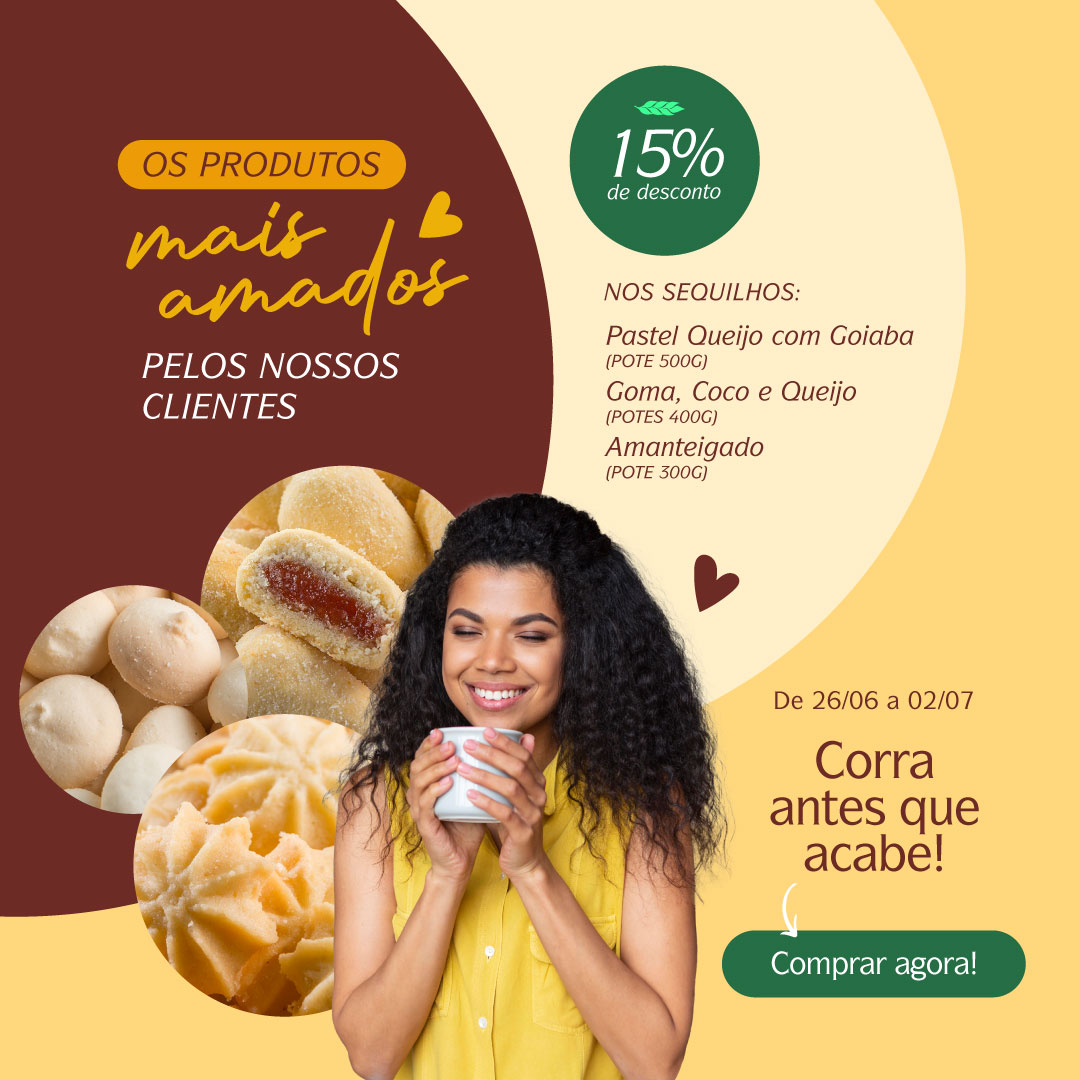 OS PRODUTOS
mais
amados
PELOS NOSSOS
CLIENTES
15%
de desconto
NOS SEQUILHOS:
Pastel Queijo com Goiaba
(POTE 500G)
Goma, Coco e Queijo
(POTES 400G)
Amanteigado
(POTE 300G)
De 26/06 a 02/07
Corra
antes que
acabe!
Comprar agora!